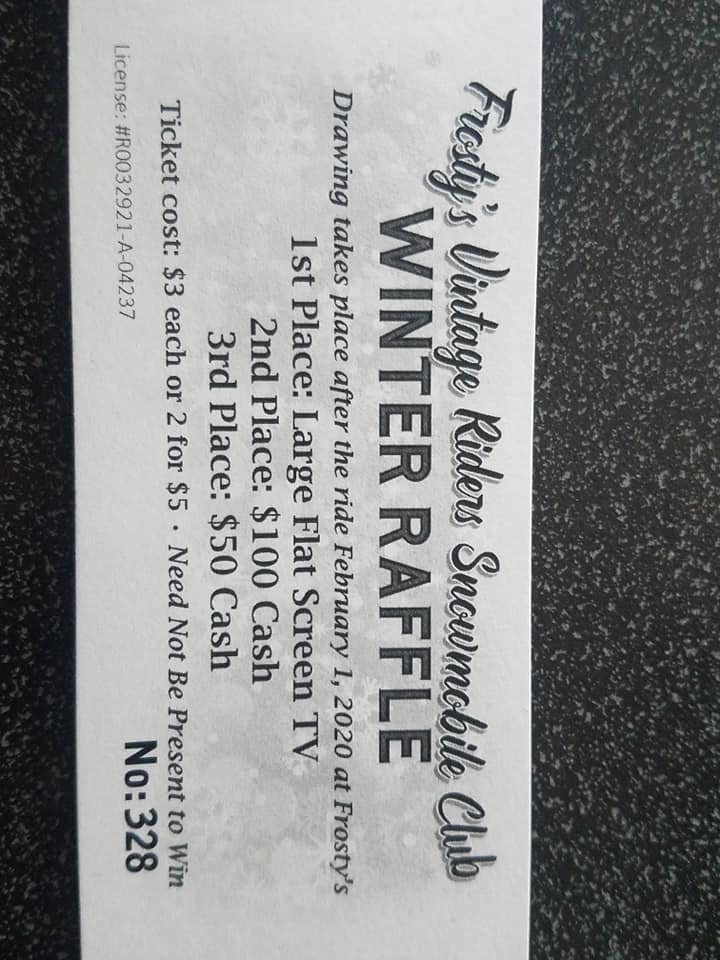 Frosty's Vintage Riders Snowmobile Club
WINTER RAFFLE
Drawing takes place after the ride February 1, 2020 at Frosty's
1st Place: Large Flat Screen TV
2nd Place: $100 Cash
3rd Place: $50 Cash
Ticket cost: $3 each or 2 for $5 · Need Not Be Present to Win
License: #R0032921-A-04237
No:328